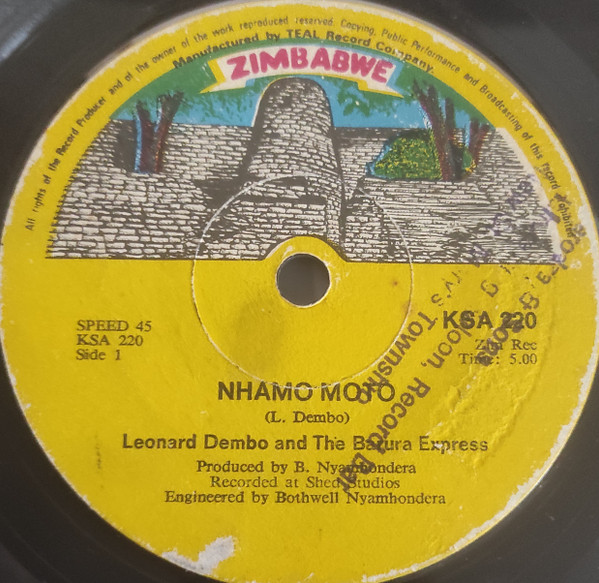 All rights of the Record Producer and of the owner of the work reproduced reserved. Copying, Public Performance and Broadcasting of this record prohibited
Manufactured by TEAL Record Company.
ZIMBABWE
SPEED 45
KSA 220
Side 1
KSA 220
Zim Rec
Time: 5.00
NHAMO MOTO
(L. Dembo)
Leonard Dembo and The Barura Express
Produced by B. Nyamhondera
Recorded at Shed Studios
Engineered by Bothwell Nyamhondera
Township
Record Bar